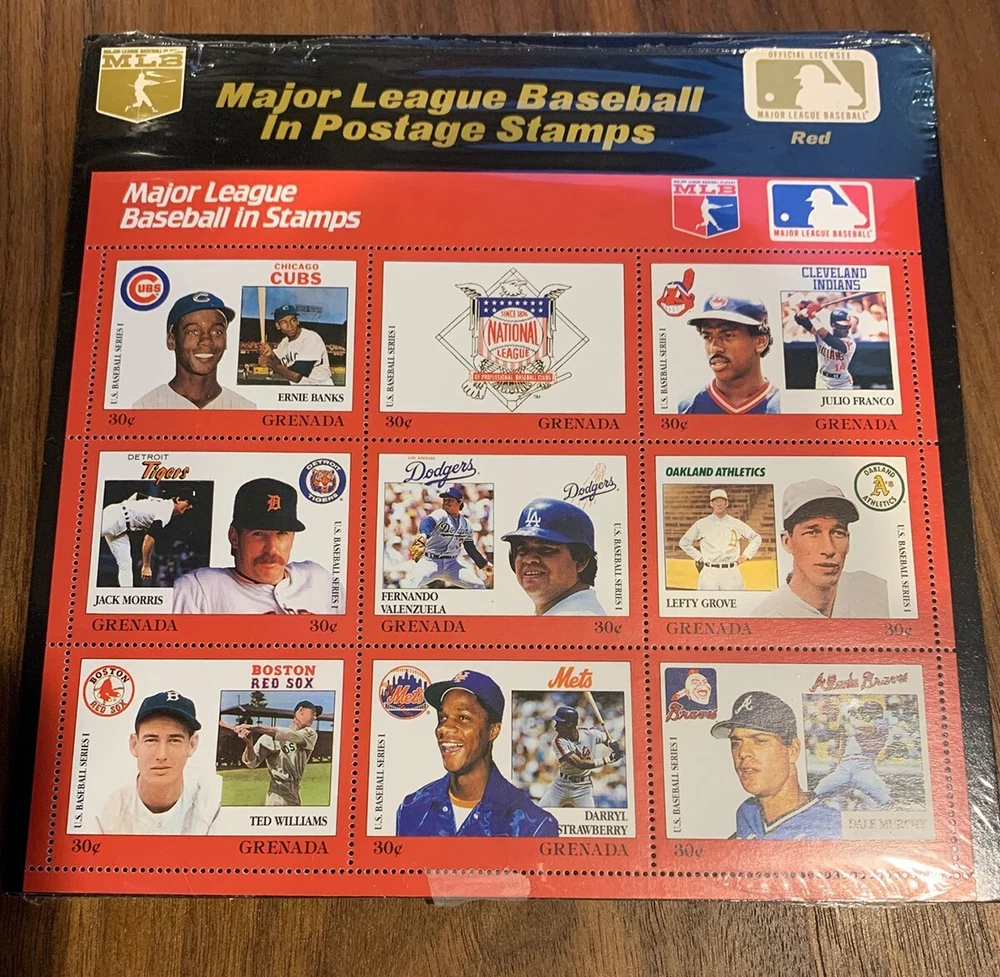 MAJOR LEAGUE BASEBALL
MLB
Major League Baseball
In Postage Stamps
OFFICIAL LICENSEE
MAJOR LEAGUE BASEBALL
Red
Major League
Baseball in Stamps
MLB
MAJOR LEAGUE BASEBALL
CUBS
CHICAGO
CUBS
U.S. BASEBALL SERIES I
ERNIE BANKS
30¢ GRENADA
SINCE 1876
NATIONAL
LEAGUE
OF PROFESSIONAL BASEBALL CLUBS
U.S. BASEBALL SERIES I
30¢ GRENADA
CLEVELAND
INDIANS
U.S. BASEBALL SERIES I
JULIO FRANCO
30¢ GRENADA
DETROIT
Tigers
DETROIT
TIGERS
U.S. BASEBALL SERIES I
JACK MORRIS
GRENADA 30¢
LOS ANGELES
Dodgers
Dodgers
LA
U.S. BASEBALL SERIES I
FERNANDO
VALENZUELA
GRENADA 30¢
OAKLAND ATHLETICS
OAKLAND
A's
ATHLETICS
U.S. BASEBALL SERIES I
LEFTY GROVE
GRENADA 30¢
BOSTON
RED SOX
BOSTON
RED SOX
B
U.S. BASEBALL SERIES I
TED WILLIAMS
30¢ GRENADA
Mets
Mets
U.S. BASEBALL SERIES I
DARRYL
STRAWBERRY
30¢ GRENADA
Braves
Atlanta Braves
A
U.S. BASEBALL SERIES I
DALE MURPHY
30¢